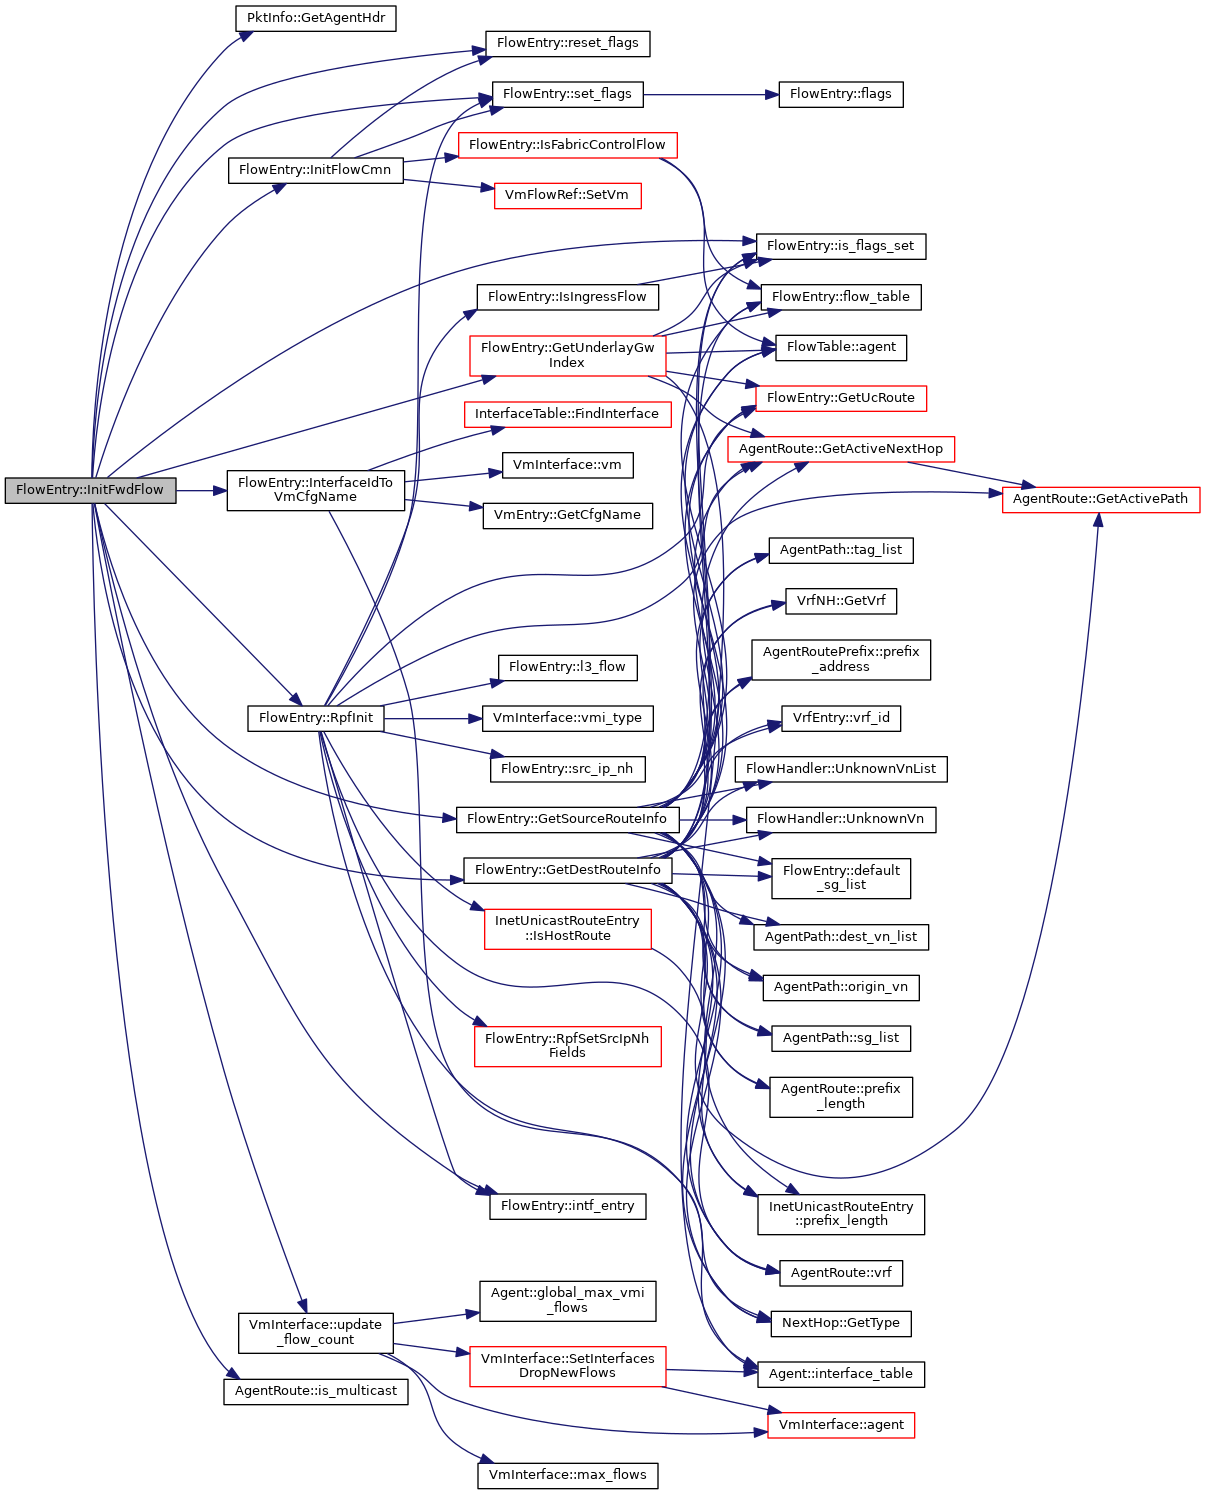 PktInfo::GetAgentHdr
FlowEntry::reset_flags
FlowEntry::set_flags
FlowEntry::flags
FlowEntry::IsFabricControlFlow
FlowEntry::InitFlowCmn
VmFlowRef::SetVm
FlowEntry::is_flags_set
FlowEntry::IsIngressFlow
FlowEntry::flow_table
FlowEntry::GetUnderlayGw
Index
FlowTable::agent
FlowEntry::GetUcRoute
InterfaceTable::FindInterface
AgentRoute::GetActiveNextHop
VmInterface::vm
FlowEntry::InitFwdFlow
FlowEntry::InterfaceIdTo
VmCfgName
AgentRoute::GetActivePath
VmEntry::GetCfgName
AgentPath::tag_list
VrfNH::GetVrf
AgentRoutePrefix::prefix
_address
FlowEntry::l3_flow
FlowEntry::RpfInit
VmInterface::vmi_type
VrfEntry::vrf_id
FlowEntry::src_ip_nh
FlowHandler::UnknownVnList
FlowEntry::GetSourceRouteInfo
FlowHandler::UnknownVn
FlowEntry::GetDestRouteInfo
FlowEntry::default
_sg_list
InetUnicastRouteEntry
::IsHostRoute
AgentPath::dest_vn_list
AgentPath::origin_vn
FlowEntry::RpfSetSrcIpNh
Fields
AgentPath::sg_list
AgentRoute::prefix
_length
FlowEntry::intf_entry
InetUnicastRouteEntry
::prefix_length
AgentRoute::vrf
Agent::global_max_vmi
_flows
VmInterface::update
_flow_count
NextHop::GetType
VmInterface::SetInterfaces
DropNewFlows
Agent::interface_table
AgentRoute::is_multicast
VmInterface::agent
VmInterface::max_flows